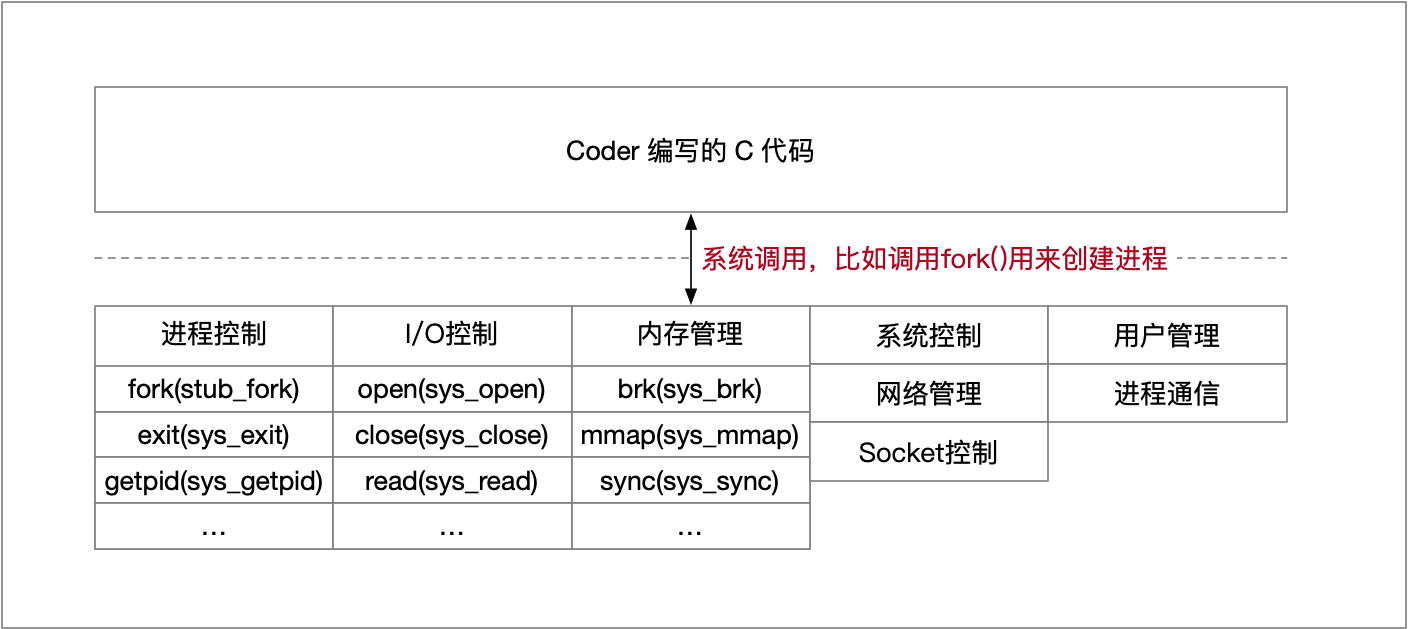 Coder 编写的 C 代码
系统调用，比如调用fork()用来创建进程
进程控制 I/O控制 内存管理 系统控制 用户管理
fork(stub_fork) open(sys_open) brk(sys_brk) 网络管理 进程通信
exit(sys_exit) close(sys_close) mmap(sys_mmap) Socket控制
getpid(sys_getpid) read(sys_read) sync(sys_sync)
... ... ...